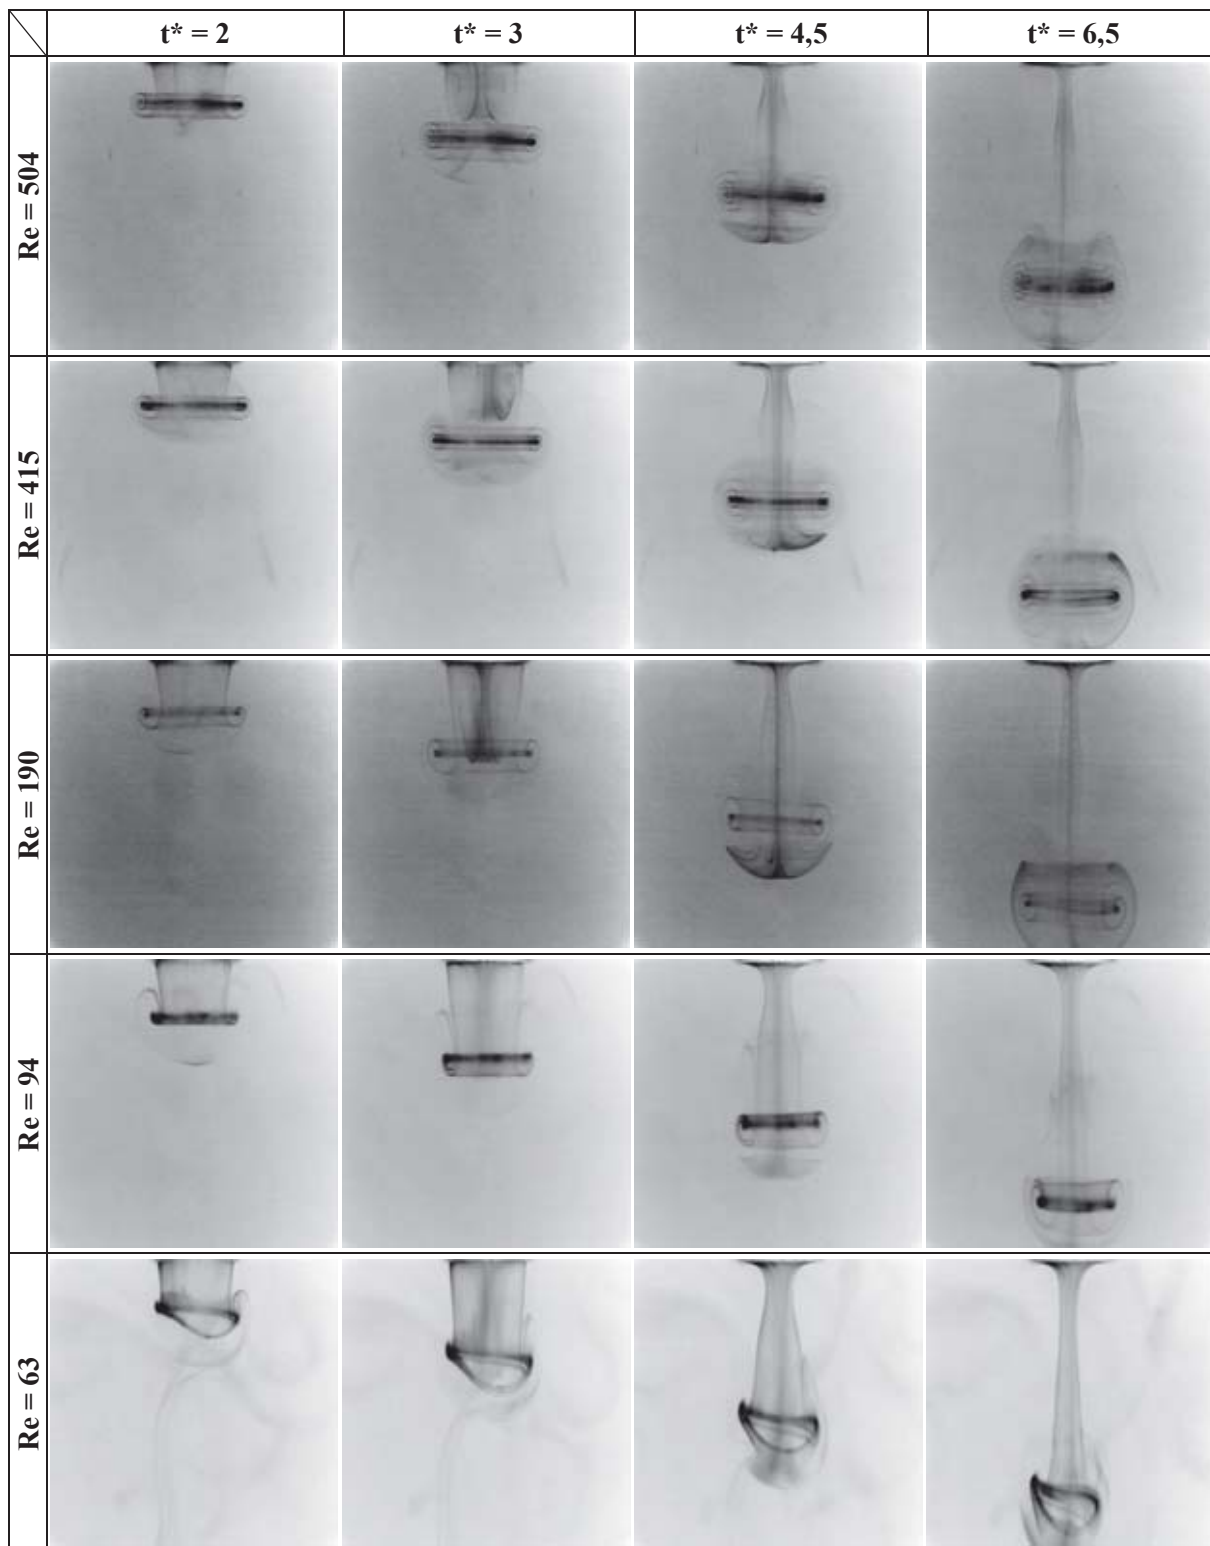 t* = 2
t* = 3
t* = 4,5
t* = 6,5
Re = 504
Re = 415
Re = 190
Re = 94
Re = 63